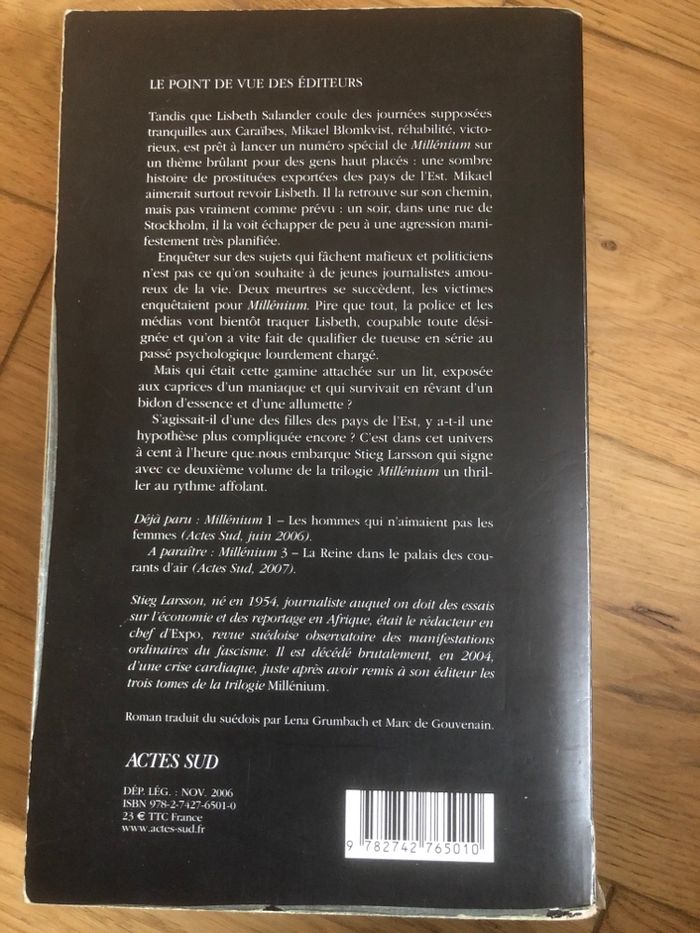 LE POINT DE VUE DES ÉDITEURS
Tandis que Lisbeth Salander coule des journées supposées
tranquilles aux Caraïbes, Mikael Blomkvist, réhabilité, victo-
rieux, est prêt à lancer un numéro spécial de Millénium sur
un thème brûlant pour des gens haut placés : une sombre
histoire de prostituées exportées des pays de l'Est. Mikael
aimerait surtout revoir Lisbeth. Il la retrouve sur son chemin,
mais pas vraiment comme prévu : un soir, dans une rue de
Stockholm, il la voit échapper de peu à une agression mani-
festement très planifiée.
Enquêter sur des sujets qui fâchent mafieux et politiciens
n'est pas ce qu'on souhaite à de jeunes journalistes amou-
reux de la vie. Deux meurtres se succèdent, les victimes
enquêtaient pour Millénium. Pire que tout, la police et les
médias vont bientôt traquer Lisbeth, coupable toute dési-
gnée et qu'on a vite fait de qualifier de tueuse en série au
passé psychologique lourdement chargé.
Mais qui était cette gamine attachée sur un lit, exposée
aux caprices d'un maniaque et qui survivait en rêvant d'un
bidon d'essence et d'une allumette ?
S'agissait-il d'une des filles des pays de l'Est, y a-t-il une
hypothèse plus compliquée encore ? C'est dans cet univers
à cent à l'heure que nous embarque Stieg Larsson qui signe
avec ce deuxième volume de la trilogie Millénium un thril-
ler au rythme affolant.
Déjà paru : Millénium 1 – Les hommes qui n'aimaient pas les
femmes (Actes Sud, juin 2006).
A paraître : Millénium 3 – La Reine dans le palais des cou-
rants d'air (Actes Sud, 2007).
Stieg Larsson, né en 1954, journaliste auquel on doit des essais
sur l'économie et des reportage en Afrique, était le rédacteur en
chef d'Expo, revue suédoise observatoire des manifestations
ordinaires du fascisme. Il est décédé brutalement, en 2004,
d'une crise cardiaque, juste après avoir remis à son éditeur les
trois tomes de la trilogie Millénium.
Roman traduit du suédois par Lena Grumbach et Marc de Gouvenain.
ACTES SUD
DÉP. LÉG. : NOV. 2006
ISBN 978-2-7427-6501-0
23 € TTC France
www.actes-sud.fr
9 782742 765010